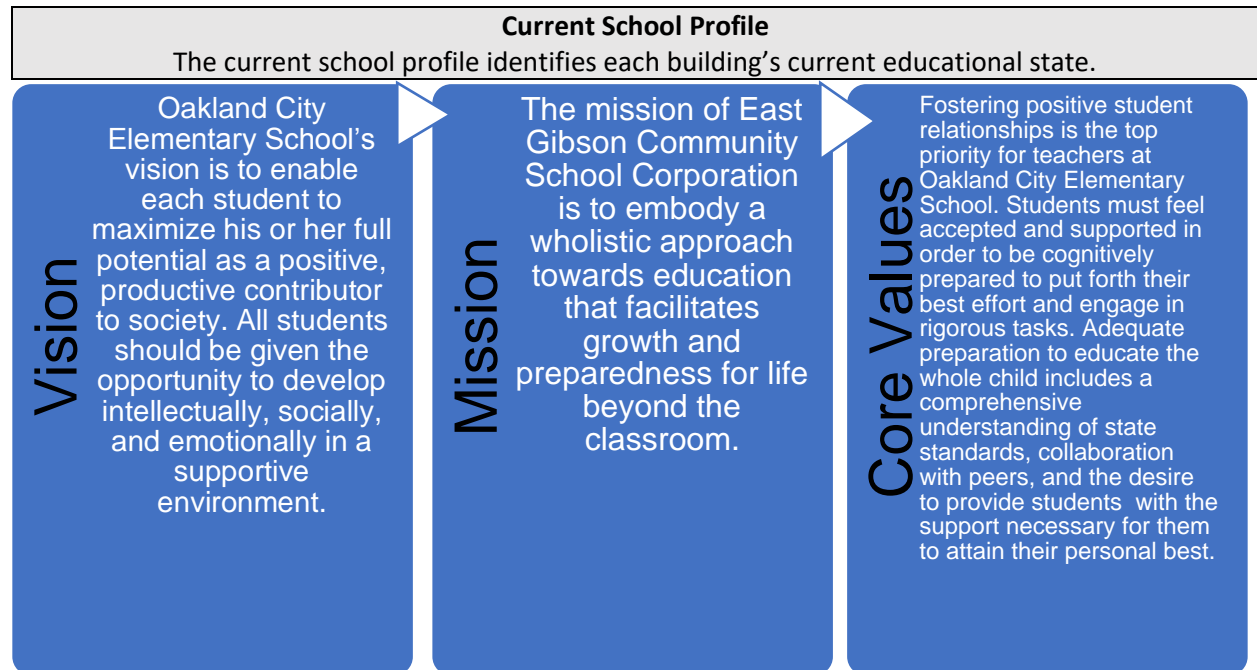 Current School Profile
The current school profile identifies each building's current educational state.
Vision
Oakland City
Elementary School's
vision is to enable
each student to
maximize his or her full
potential as a positive,
productive contributor
to society. All students
should be given the
opportunity to develop
intellectually, socially,
and emotionally in a
supportive
environment.
Mission
The mission of East
Gibson Community
School Corporation
is to embody a
wholistic approach
towards education
that facilitates
growth and
preparedness for life
beyond the
classroom.
Core Values
Fostering positive student
relationships is the top
priority for teachers at
Oakland City Elementary
School. Students must feel
accepted and supported in
order to be cognitively
prepared to put forth their
best effort and engage in
rigorous tasks. Adequate
preparation to educate the
whole child includes a
comprehensive
understanding of state
standards, collaboration
with peers, and the desire
to provide students  with the
support necessary for them
to attain their personal best.